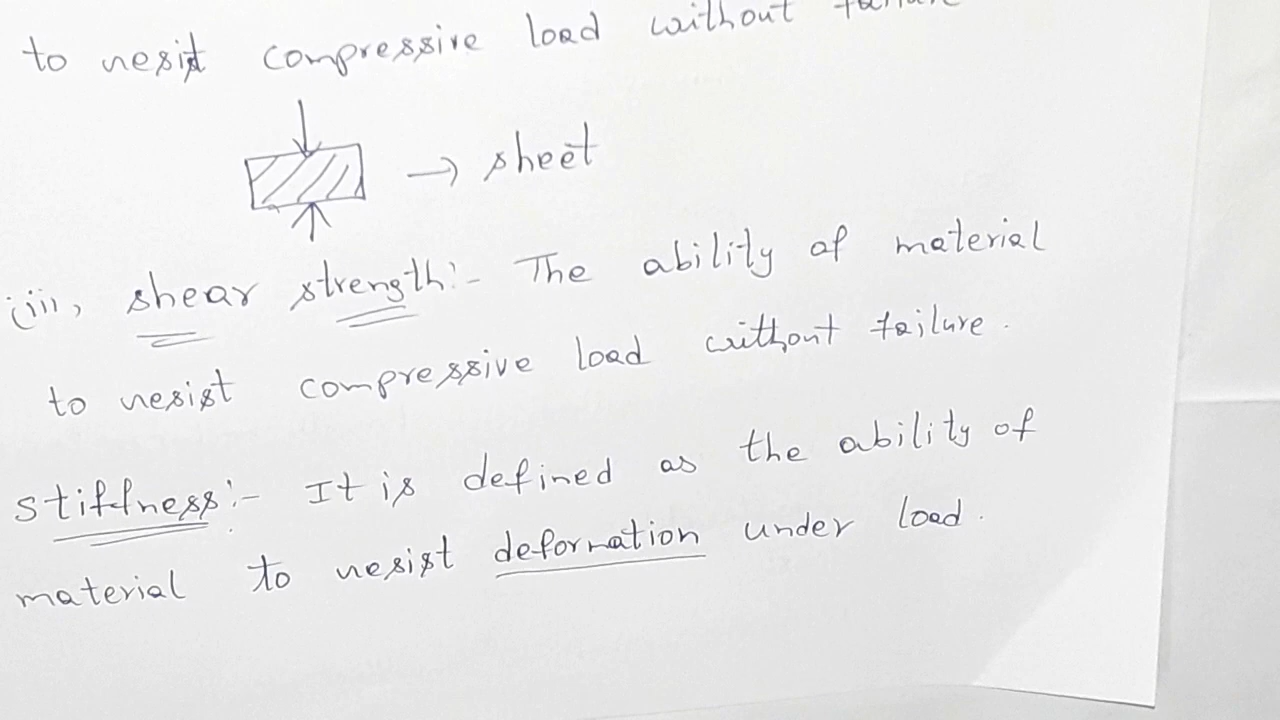 to resist compressive load without failure
→ sheet
(iii, shear strength:- The ability of material
to resist compressive load without failure.
stiffness:- It is defined as the ability of
material to resist deformation under load.